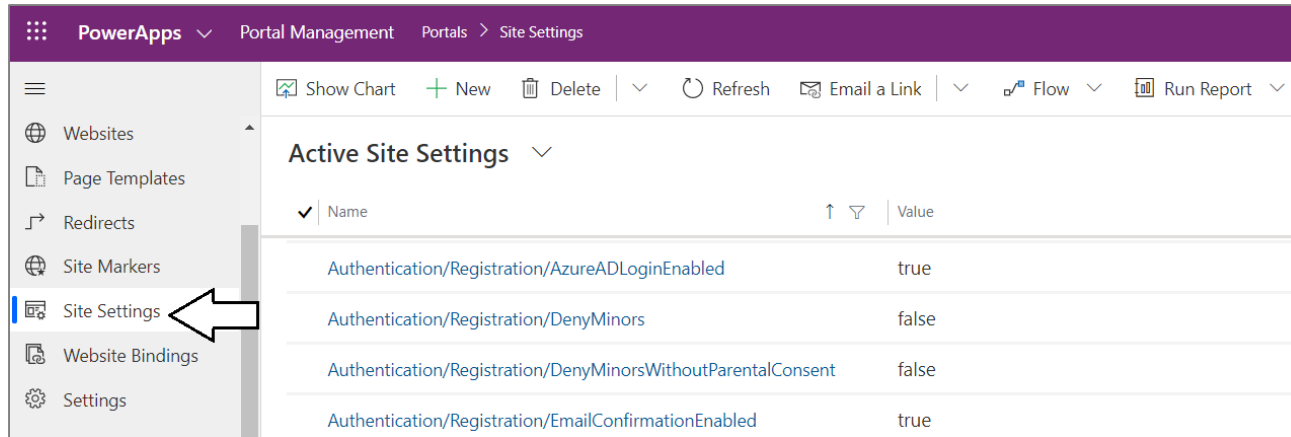 PowerApps Portal Management Portals > Site Settings
Show Chart New Delete Refresh Email a Link Flow Run Report
Websites
Page Templates
Redirects
Site Markers
Site Settings
Website Bindings
Settings
Active Site Settings
Name Value
Authentication/Registration/AzureADLoginEnabled true
Authentication/Registration/DenyMinors false
Authentication/Registration/DenyMinorsWithoutParentalConsent false
Authentication/Registration/EmailConfirmationEnabled true